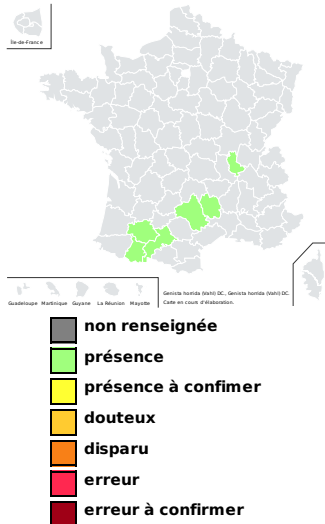 Île-de-France
Guadeloupe Martinique Guyane La Réunion Mayotte
Genista horrida (Vahl) DC., Genista horrida (Vahl) DC.
Carte en cours d'élaboration.
non renseignée
présence
présence à confimer
douteux
disparu
erreur
erreur à confirmer